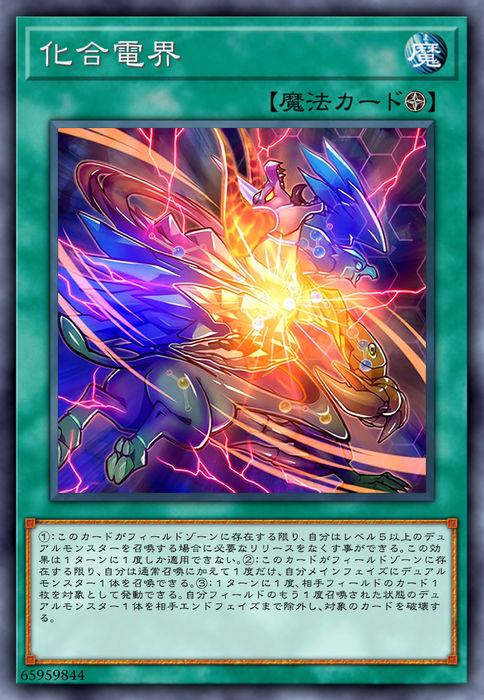 化合電界
魔
【魔法カード】
①:このカードがフィールドゾーンに存在する限り、自分はレベル5以上のデュ
アルモンスターを召喚する場合に必要なリリースをなくす事ができる。この効
果は1ターンに1度しか適用できない。②:このカードがフィールドゾーンに存
在する限り、自分は通常召喚に加えて1度だけ、自分メインフェイズにデュアル
モンスター1体を召喚できる。③:1ターンに1度、相手フィールドのカード1
枚を対象として発動できる。自分フィールドのもう1度召喚された状態のデュ
アルモンスター1体を相手エンドフェイズまで除外し、対象のカードを破壊す
る。
65959844